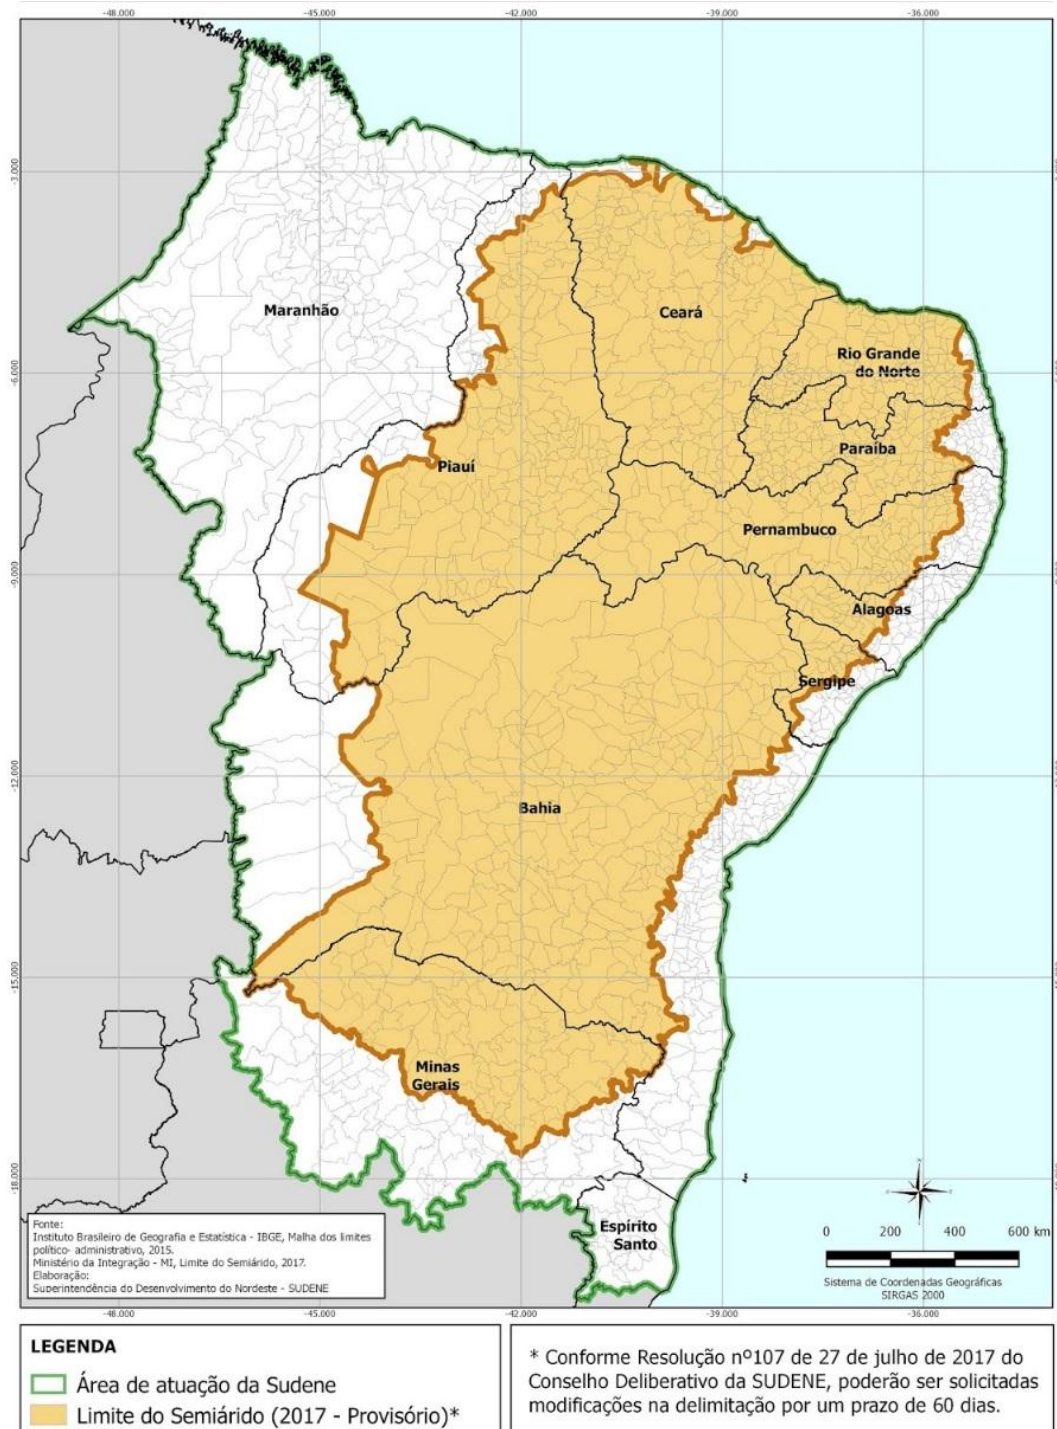 -48.000 -45.000 -42.000 -39.000 -36.000
-3.000
Maranhão
Ceará
-6.000
Rio Grande
do Norte
Paraíba
Piauí
Pernambuco
-9.000
Alagoas
Sergipe
-12.000
Bahia
-15.000
Minas
Gerais
-18.000
Espírito
Santo
0 200 400 600 km
Sistema de Coordenadas Geográficas
SIRGAS 2000
Fonte:
Instituto Brasileiro de Geografia e Estatística - IBGE, Malha dos limites
político- administrativo, 2015.
Ministério da Integração - MI, Limite do Semiárido, 2017.
Elaboração:
Superintendência do Desenvolvimento do Nordeste - SUDENE
-48.000 -45.000 -42.000 -39.000 -36.000
LEGENDA
Área de atuação da Sudene
Limite do Semiárido (2017 - Provisório)*
* Conforme Resolução nº107 de 27 de julho de 2017 do
Conselho Deliberativo da SUDENE, poderão ser solicitadas
modificações na delimitação por um prazo de 60 dias.